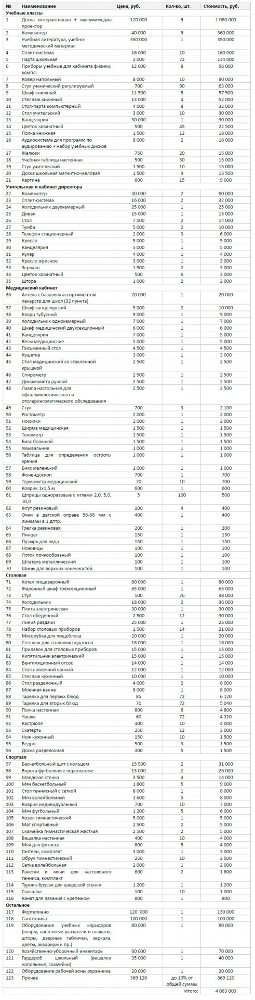 № Наименование Цена, руб. Кол-во, шт. Стоимость, руб.
Учебные классы
1 Доска интерактивная + мульмимедиа 120 000 9 1 080 000
проектор
2 Компьютер 40 000 9 360 000
3 Учебная литература, учебно- 350 000 1 350 000
методический материал
4 Сплит-система 16 000 10 160 000
5 Парта школьная 2 000 72 144 000
6 Приборы учебные для кабинета физики, 12 000 8 96 000
компл.
7 Ковер напольный 8 000 10 80 000
8 Стул ученический регулируемый 700 90 63 000
9 Шкаф книжный 11 500 5 57 500
10 Стеллаж книжный 13 000 4 52 000
11 Стол-парта компьютерный 4 000 8 32 000
12 Стол учительский 3 000 10 30 000
13 Канцелярия 30 000 1 30 000
14 Цветок комнатный 500 45 22 500
15 Полка книжная 1 500 12 18 000
16 Аудиосистема для программ по 8 000 2 16 000
аудированию + набор учебных дисков
17 Жалюзи 750 20 15 000
18 Учебная таблица настенная 500 30 15 000
19 Стул учительский 1 500 10 15 000
20 Доска школьная магнитно-меловая 1 500 9 13 500
21 Картина 600 15 9 000
Учительская и кабинет директора
22 Компьютер 40 000 2 80 000
23 Сплит-система 16 000 2 32 000
24 Холодильник двухкамерный 25 000 1 25 000
25 Диван 15 000 1 15 000
26 Стол 7 000 2 14 000
27 Тумба 5 000 2 10 000
28 Телефон стационарный 2 000 3 6 000
29 Кресло 5 000 1 5 000
30 Канцелярия 5 000 1 5 000
31 Кулер 4 000 1 4 000
32 Кресло офисное 3 000 1 3 000
33 Зеркало 1 500 2 3 000
34 Цветок комнатный 500 6 3 000
35 Штора 1 000 2 2 000
Медицинский кабинет
36 Аптека с базовым ассортиментом 20 000 1 20 000
лекарств для школ (32 пункта)
37 Шкаф канцелярский 5 000 2 10 000
38 Кварц тубусный 9 000 1 9 000
39 Холодильник однокамерный 7 000 1 7 000
40 Шкаф медицинский двухсекционный 6 000 1 6 000
41 Канцелярия 7 000 1 7 000
42 Весы медицинские 5 000 1 5 000
43 Письменный стол 4 500 1 4 500
44 Кушетка 3 000 1 3 000
45 Стол медицинский со стеклянной 2 500 1 2 500
крышкой
46 Спирометр 2 500 1 2 500
47 Динамометр ручной 2 500 1 2 500
48 Лампа настольная для 2 500 1 2 500
офтальмологического и
отоларингологического обследования
49 Стул 700 3 2 100
50 Ростометр 2 000 1 2 000
51 Носилки 2 000 1 2 000
52 Ширма медицинская 1 500 1 1 500
53 Тонометр 1 500 1 1 500
54 Бикс большой 1 500 1 1 500
55 Умывальник 1 000 1 1 000
56 Таблица для определения остроты 1 000 1 1 000
зрения
57 Бикс маленький 1 000 1 1 000
58 Фонендоскоп 700 1 700
59 Термометр медицинский 70 10 700
60 Коврик 1х1,5 м 600 1 600
61 Шприцы одноразовые с иглами 2,0, 5,0, 5 100 500
10,0
62 Жгут резиновый 100 4 400
63 Очки в детской оправе 56-58 мм с 400 1 400
линзами в 1 дптр.
64 Грелка резиновая 200 1 200
65 Пинцет 150 1 150
66 Пузырь для льда 150 1 150
67 Ножницы 100 1 100
68 Лоток почкообразный 100 1 100
69 Шпатель металлический 100 1 100
70 Шины для верхних конечностей 100 1 100
Столовая
71 Котел пищеварочный 80 000 1 80 000
72 Жарочный шкаф трехсекционный 65 000 1 65 000
73 Стул 500 76 38 000
74 Холодильник 18 000 2 36 000
75 Плита электрическая 30 000 1 30 000
76 Стол обеденный 2 500 12 30 000
77 Линия раздачи 25 000 1 25 000
78 Набор столовых приборов 1 500 14 21 000
79 Мясорубка для пищеблока 20 000 1 20 000
80 Стеллаж для столовых подносов 18 000 1 18 000
81 Прилавок для столовых приборов 15 000 1 15 000
82 Кипятильник электрический 15 000 1 15 000
83 Вентиляционный отсос 14 000 1 14 000
84 Стол с моечной ванной 12 000 1 12 000
85 Стеллаж кухонный 10 000 1 10 000
86 Стол разделочный 4 000 2 8 000
87 Моечная ванна 8 000 1 8 000
88 Тарелка для первых блюд 85 72 6 120
89 Тарелка для вторых блюд 70 72 5 040
90 Полка настенная 800 6 4 800
91 Чашка 60 72 4 320
92 Кастрюля 400 10 4 000
93 Скатерть 250 12 3 000
94 Нож кухонный 150 10 1 500
95 Ведро 500 3 1 500
96 Доска разделочная 300 5 1 500
Спортзал
97 Баскетбольный щит с кольцом 15 500 2 31 000
98 Ворота футбольные переносные 13 000 2 26 000
99 Шведская стенка 3 500 4 14 000
100 Мяч баскетбольный 1 800 5 9 000
101 Стол теннисный с сеткой 8 000 1 8 000
102 Мяч волейбольный 1 600 5 8 000
103 Коврик индивидуальный 700 10 7 000
104 Мяч футбольный 1 200 5 6 000
105 Козел гимнастический 5 000 1 5 000
106 Мат спортивный 2 500 2 5 000
107 Скамейка гимнастическая жесткая 2 500 2 5 000
108 Вешалка настенная 400 10 4 000
109 Мяч для фитнеса 800 5 4 000
110 Гантели, комплект 3 000 1 3 000
111 Обруч гимнастический 250 10 2 500
112 Сетка волейбольная 2 000 1 2 000
113 Ракетки и мячи для настольного 600 2 1 800
тенниса, комплект
114 Турник-брусья для шведской стенки 1 200 1 1 200
115 Скакалка 100 10 1 000
116 Канат для лазания с крепежом 800 1 800
Остальное
117 Фортепиано 120 000 1 130 000
118 Сантехника 100 000 1 100 000
119 Оборудование учебных коридоров 80 000 1 80 000
(ковры, настенные указатели и плакаты,
шторы, дверные таблички, зеркала,
цветы, аквариум и пр.)
120 Хозяйственно-уборочный инвентарь 60 000 1 70 000
121 Гардероб школьный (вешалки 35 000 1 40 000
напольные, скамейки)
122 Оборудование рабочей зоны охранника 20 000 1 20 000
123 Прочее 369 120 до 10% от 369 120
общей суммы
Итого: 4 063 000